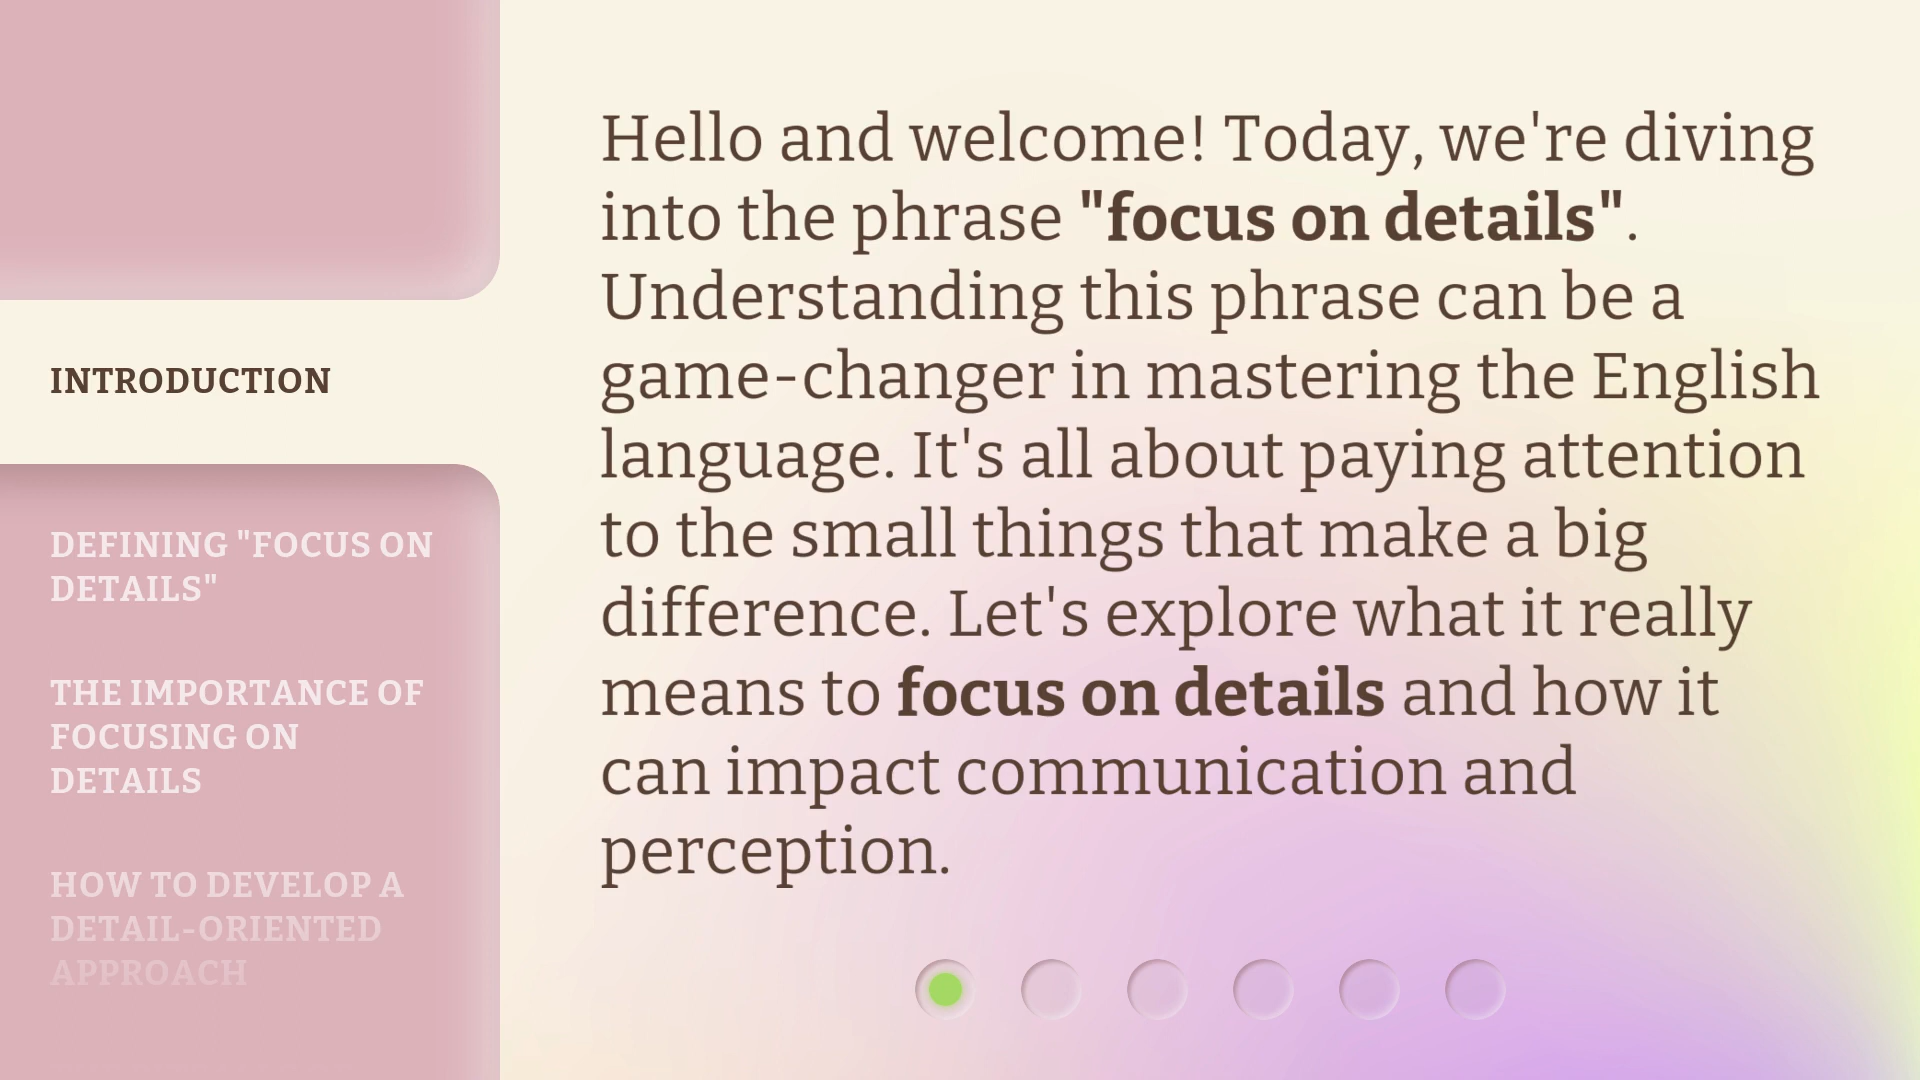 INTRODUCTION
DEFINING "FOCUS ON
DETAILS"
THE IMPORTANCE OF
FOCUSING ON
DETAILS
HOW TO DEVELOP A
DETAIL-ORIENTED
APPROACH
Hello and welcome! Today, we're diving
into the phrase "focus on details".
Understanding this phrase can be a
game-changer in mastering the English
language. It's all about paying attention
to the small things that make a big
difference. Let's explore what it really
means to focus on details and how it
can impact communication and
perception.